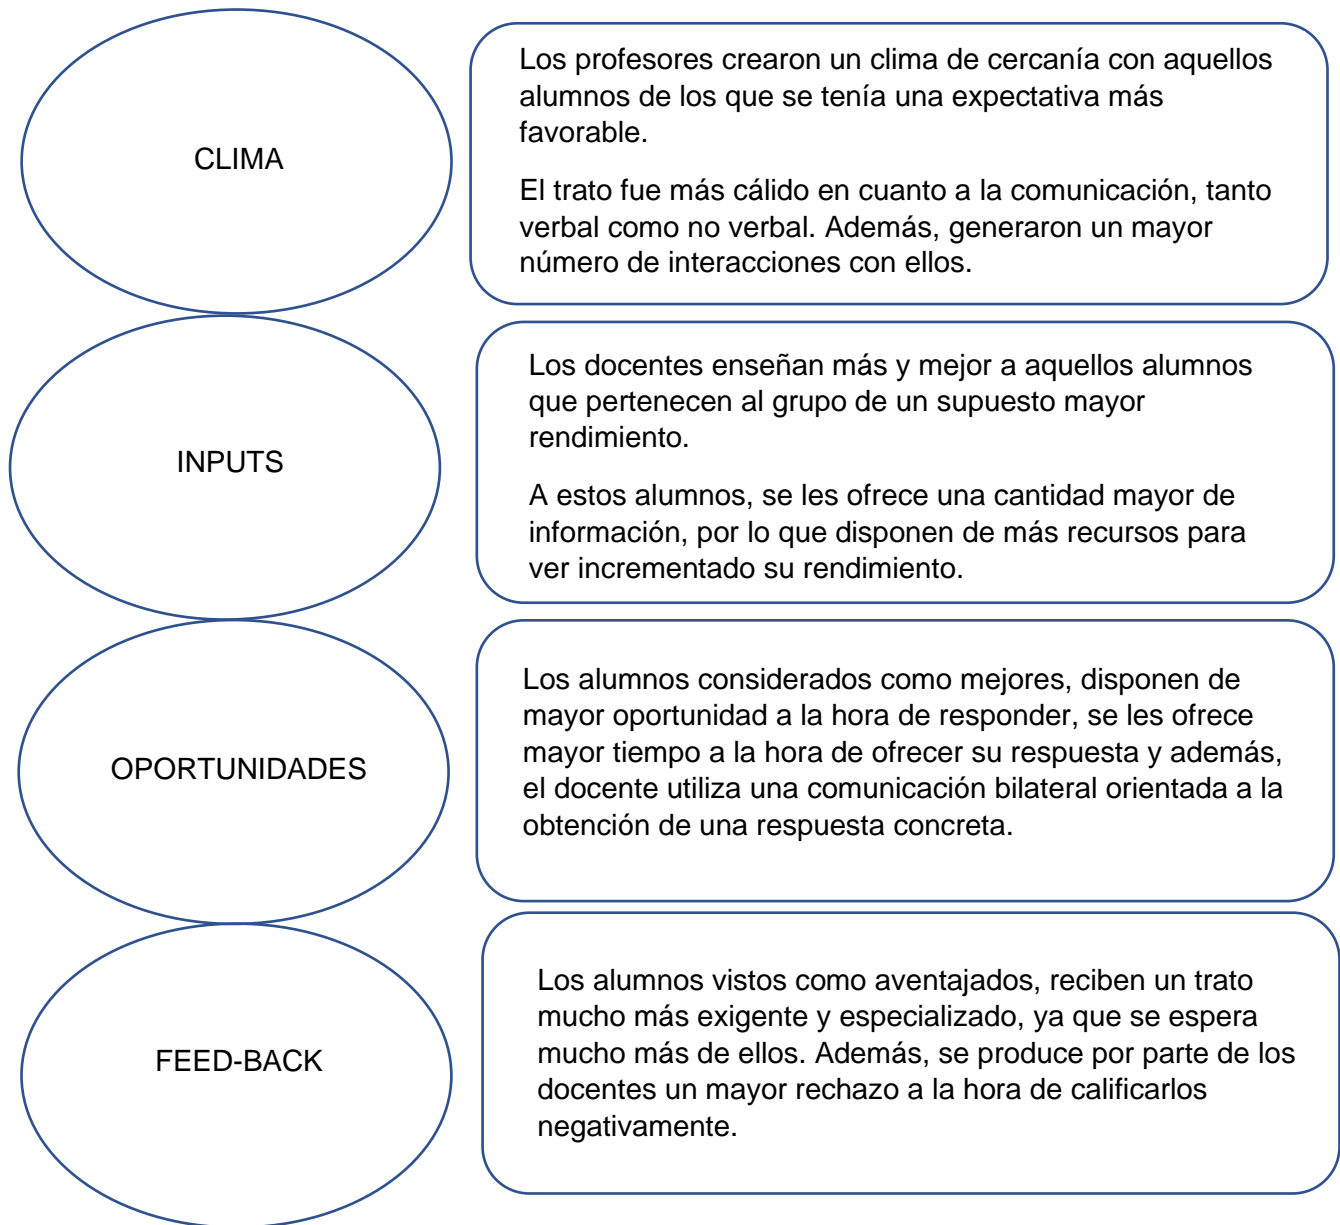 CLIMA
Los profesores crearon un clima de cercanía con aquellos
alumnos de los que se tenía una expectativa más
favorable.
El trato fue más cálido en cuanto a la comunicación, tanto
verbal como no verbal. Además, generaron un mayor
número de interacciones con ellos.
INPUTS
Los docentes enseñan más y mejor a aquellos alumnos
que pertenecen al grupo de un supuesto mayor
rendimiento.
A estos alumnos, se les ofrece una cantidad mayor de
información, por lo que disponen de más recursos para
ver incrementado su rendimiento.
OPORTUNIDADES
Los alumnos considerados como mejores, disponen de
mayor oportunidad a la hora de responder, se les ofrece
mayor tiempo a la hora de ofrecer su respuesta y además,
el docente utiliza una comunicación bilateral orientada a la
obtención de una respuesta concreta.
FEED-BACK
Los alumnos vistos como aventajados, reciben un trato
mucho más exigente y especializado, ya que se espera
mucho más de ellos. Además, se produce por parte de los
docentes un mayor rechazo a la hora de calificarlos
negativamente.